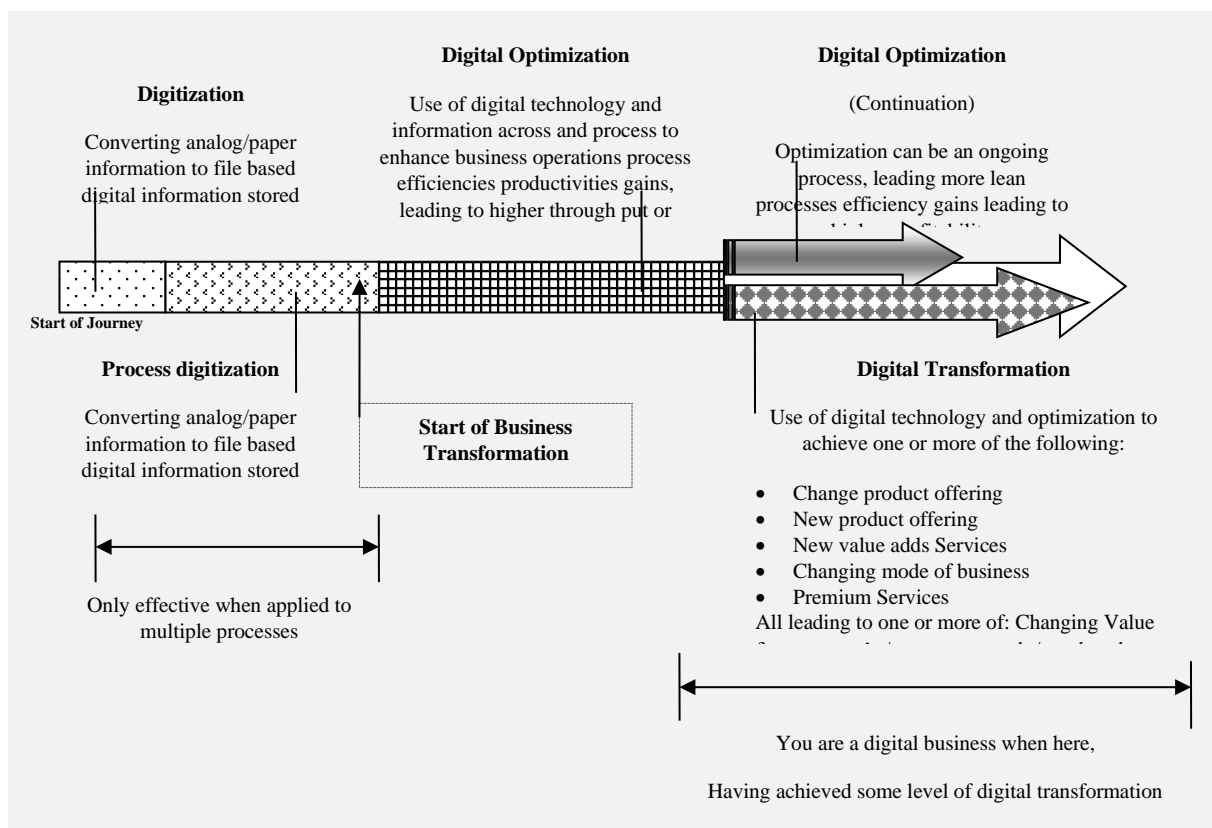 Digitization
Converting analog/paper
information to file based
digital information stored
Digital Optimization
Use of digital technology and
information across and process to
enhance business operations process
efficiencies productivities gains,
leading to higher through put or
Digital Optimization
(Continuation)
Optimization can be an ongoing
process, leading more lean
processes efficiency gains leading to
Start of Journey
Process digitization
Converting analog/paper
information to file based
digital information stored
Start of Business
Transformation
Only effective when applied to
multiple processes
Digital Transformation
Use of digital technology and optimization to
achieve one or more of the following:
• Change product offering
• New product offering
• New value adds Services
• Changing mode of business
• Premium Services
All leading to one or more of: Changing Value
You are a digital business when here,
Having achieved some level of digital transformation